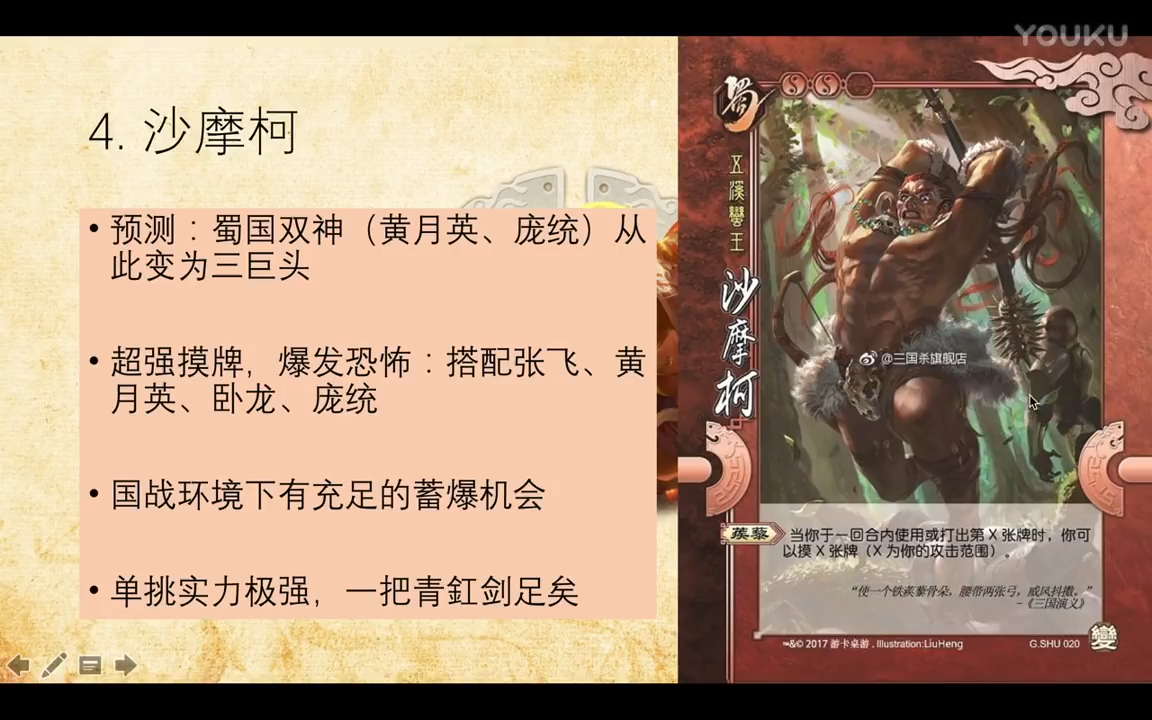 YOUKU
4. 沙摩柯
• 预测：蜀国双神（黄月英、庞统）从
此变为三巨头
• 超强摸牌，爆发恐怖：搭配张飞、黄
月英、卧龙、庞统
• 国战环境下有充足的蓄爆机会
• 单挑实力极强，一把青釭剑足矣
蜀
五溪蠻王
沙摩柯
@三国杀旗舰店
蒺藜
当你于一回合内使用或打出第 X 张牌时，你可
以摸 X 张牌（X 为你的攻击范围）。
“使一个铁蒺藜骨朵，腰带两张弓，威风抖擞。”
–《三国演义》
™&© 2017 游卡桌游 . Illustration:LiuHeng
G.SHU 020
變